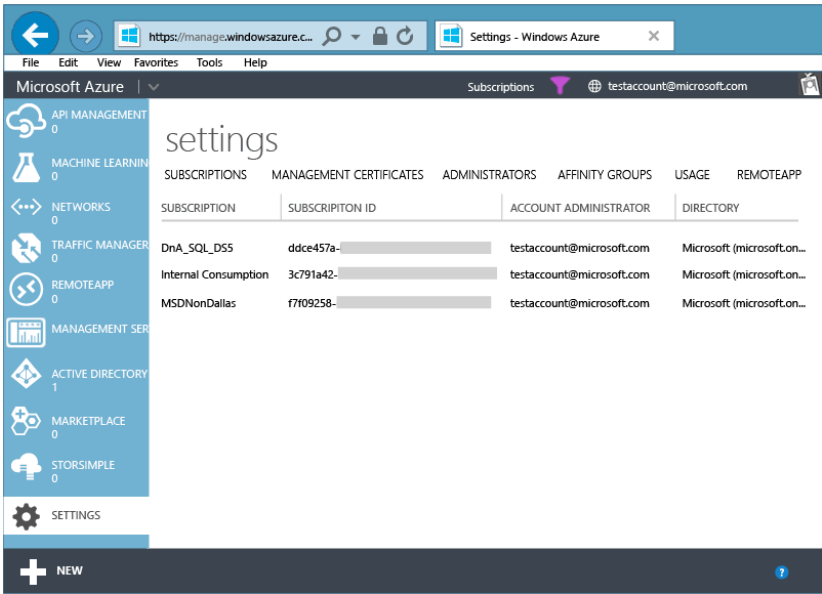 https://manage.windowsazure.c... Settings - Windows Azure
File Edit View Favorites Tools Help
Microsoft Azure Subscriptions testaccount@microsoft.com
API MANAGEMENT
0
MACHINE LEARNIN
0
NETWORKS
0
TRAFFIC MANAGER
0
REMOTEAPP
0
MANAGEMENT SER
ACTIVE DIRECTORY
1
MARKETPLACE
0
STORSIMPLE
0
SETTINGS
settings
SUBSCRIPTIONS MANAGEMENT CERTIFICATES ADMINISTRATORS AFFINITY GROUPS USAGE REMOTEAPP
SUBSCRIPTION SUBSCRIPITON ID ACCOUNT ADMINISTRATOR DIRECTORY
DnA_SQL_DS5 ddce457a- testaccount@microsoft.com Microsoft (microsoft.on...
Internal Consumption 3c791a42- testaccount@microsoft.com Microsoft (microsoft.on...
MSDNonDallas f7f09258- testaccount@microsoft.com Microsoft (microsoft.on...
NEW ?